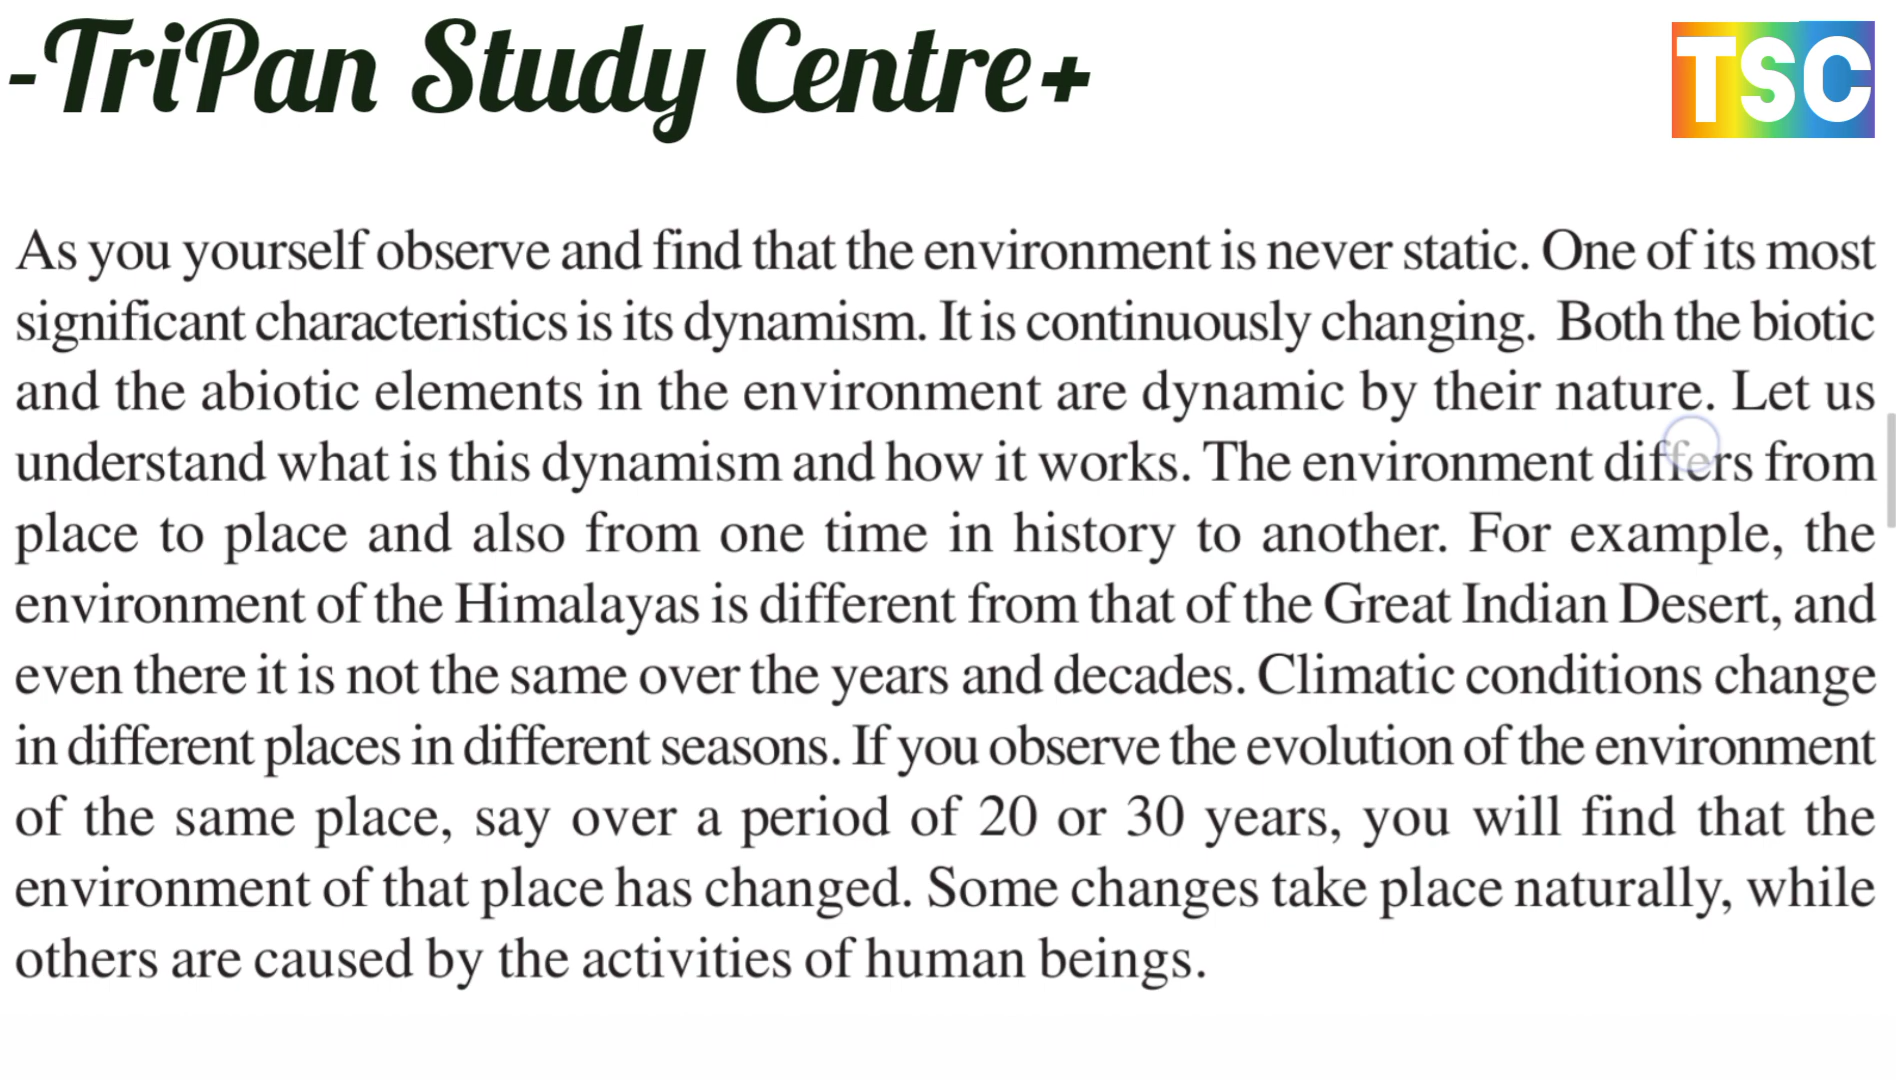 -TriPan Study Centre+
TSC
As you yourself observe and find that the environment is never static. One of its most
significant characteristics is its dynamism. It is continuously changing. Both the biotic
and the abiotic elements in the environment are dynamic by their nature. Let us
understand what is this dynamism and how it works. The environment differs from
place to place and also from one time in history to another. For example, the
environment of the Himalayas is different from that of the Great Indian Desert, and
even there it is not the same over the years and decades. Climatic conditions change
in different places in different seasons. If you observe the evolution of the environment
of the same place, say over a period of 20 or 30 years, you will find that the
environment of that place has changed. Some changes take place naturally, while
others are caused by the activities of human beings.